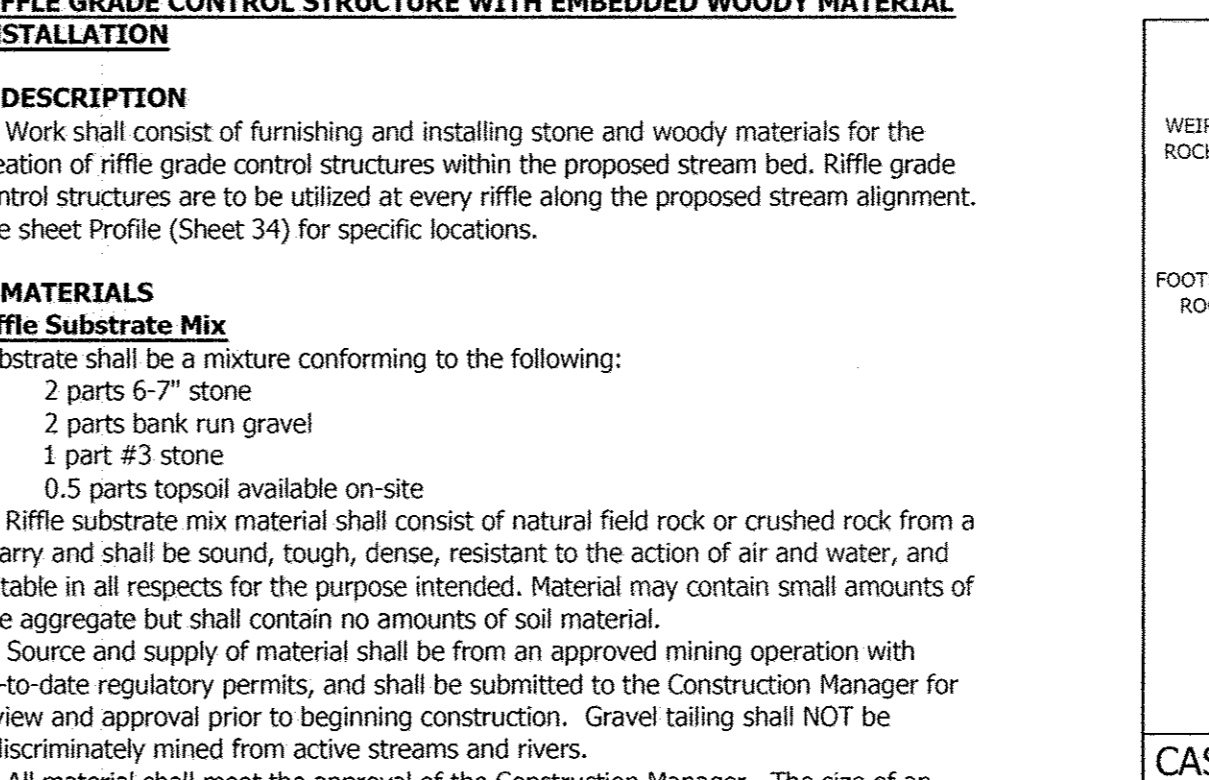 FFLE GRADE CONTROL STRUCTURE WITH EMBEDDED WOODY MATERIAL
STALLATION
DESCRIPTION
Work shall consist of furnishing and installing stone and woody materials for the
eation of riffle grade control structures within the proposed stream bed. Riffle grade
ntrol structures are to be utilized at every riffle along the proposed stream alignment.
e sheet Profile (Sheet 34) for specific locations.
MATERIALS
ffle Substrate Mix
bstrate shall be a mixture conforming to the following:
2 parts 6-7" stone
2 parts bank run gravel
1 part #3 stone
0.5 parts topsoil available on-site
Riffle substrate mix material shall consist of natural field rock or crushed rock from a
arry and shall be sound, tough, dense, resistant to the action of air and water, and
table in all respects for the purpose intended. Material may contain small amounts of
e aggregate but shall contain no amounts of soil material.
Source and supply of material shall be from an approved mining operation with
-to-date regulatory permits, and shall be submitted to the Construction Manager for
view and approval prior to beginning construction. Gravel tailing shall NOT be
discriminately mined from active streams and rivers.
All material shall meet the approval of the Construction Manager. The size of an
WEIR
ROCK
FOOT
RO
CAS